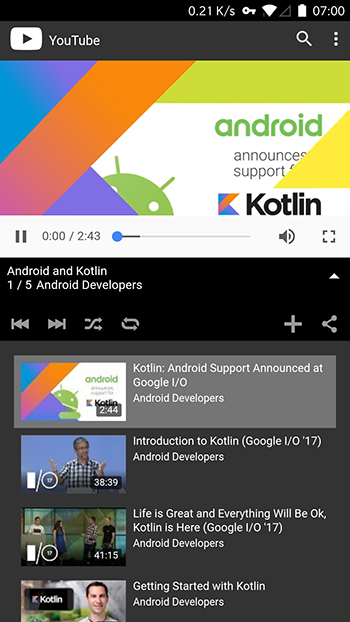 0.21 K/s 07:00
YouTube
android
announces
support for
Kotlin
0:00 / 2:43
Android and Kotlin
1 / 5 Android Developers
android
announces
support for
Kotlin
2:44
Kotlin: Android Support Announced at
Google I/O
Android Developers
I/O 17
38:39
Introduction to Kotlin (Google I/O '17)
Android Developers
I/O 17
41:15
Life is Great and Everything Will Be Ok,
Kotlin is Here (Google I/O '17)
Android Developers
Kotlin
Getting Started with Kotlin
Android Developers